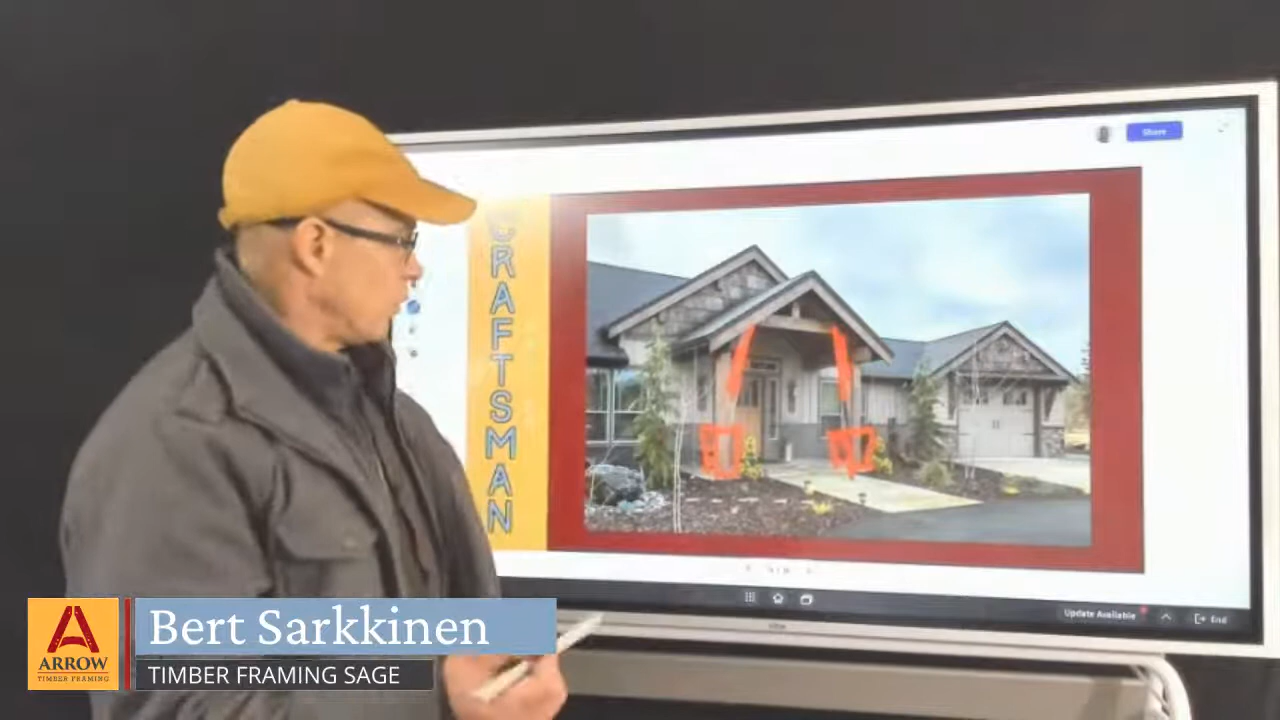 Share
CRAFTSMAN
Update Available
End
Bert Sarkkinen
TIMBER FRAMING SAGE
ARROW
TIMBER FRAMING